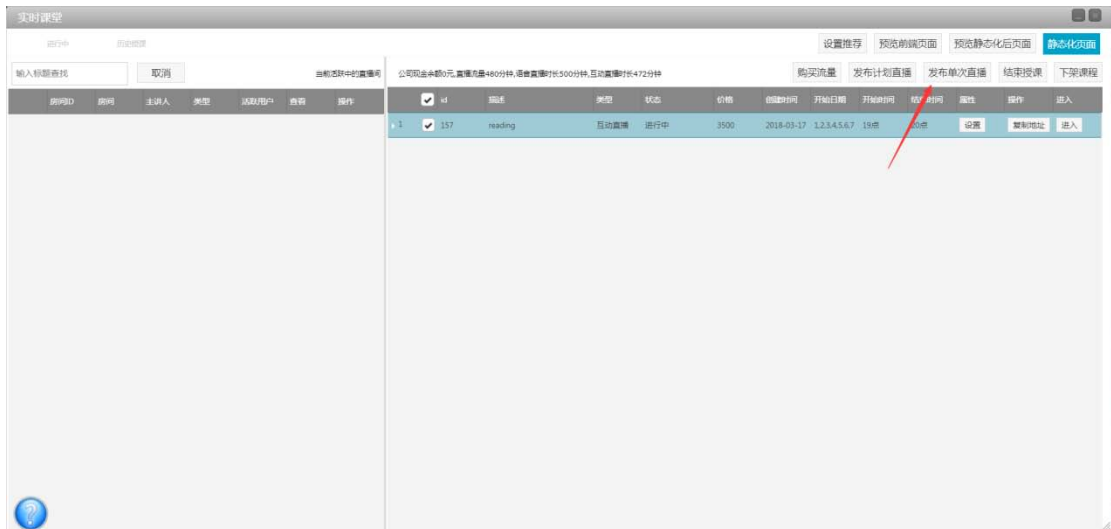 实时课堂
进行中 历史授课
设置推荐 预览前端页面 预览静态化后页面 静态化页面
输入标题查找 取消 当前活跃中的直播间 公司现金余额0元,直播流量480分钟,语音直播时长500分钟,互动直播时长472分钟 购买流量 发布计划直播 发布单次直播 结束授课 下架课程
房间ID 房间 主讲人 类型 活跃用户 查看 操作 id 描述 类型 状态 价格 创建时间 开始日期 开始时间 结束时间 属性 操作 进入
1 157 reading 互动直播 进行中 3500 2018-03-17 1,2,3,4,5,6,7 19点 20点 设置 复制地址 进入